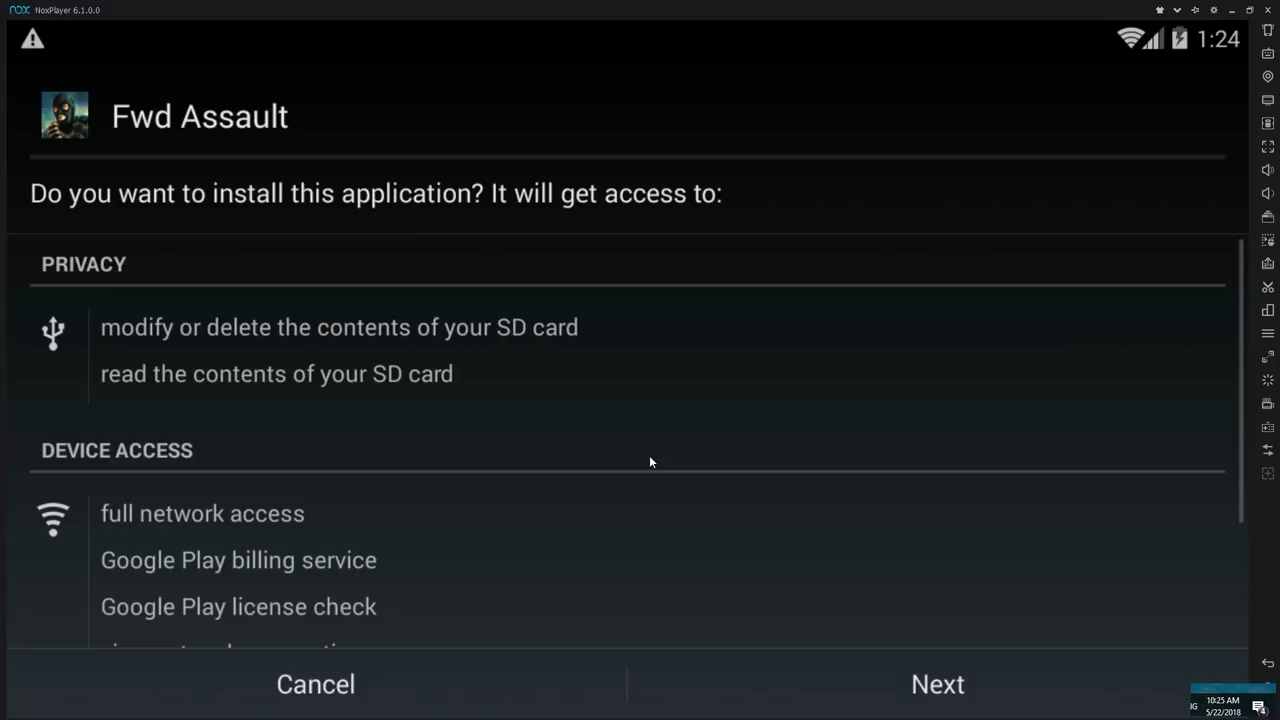 nox NoxPlayer 6.1.0.0
1:24
Fwd Assault
Do you want to install this application? It will get access to:
PRIVACY
modify or delete the contents of your SD card
read the contents of your SD card
DEVICE ACCESS
full network access
Google Play billing service
Google Play license check
Cancel
Next
10:25 AM
5/22/2018
4